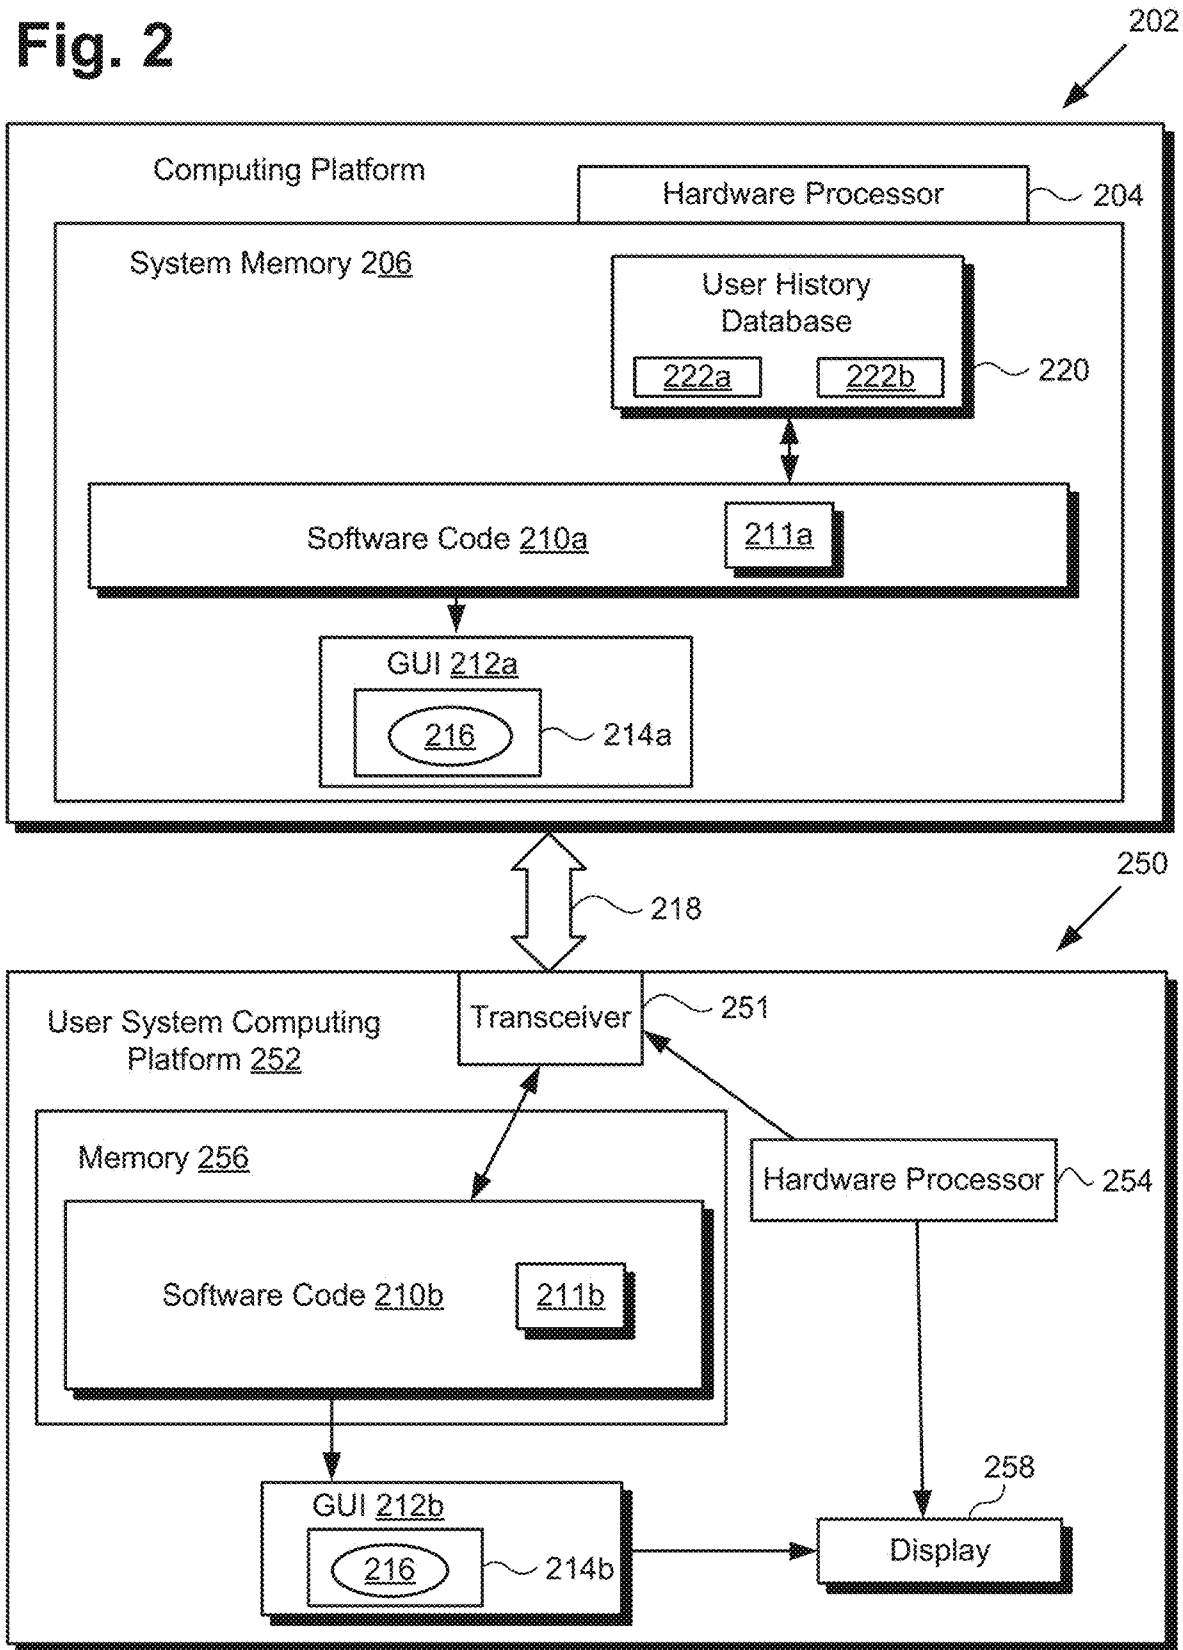 Fig. 2
202
Computing Platform
Hardware Processor
204
System Memory 206
User History
Database
222a
222b
220
Software Code 210a
211a
GUI 212a
216
214a
218
250
User System Computing
Platform 252
Transceiver
251
Memory 256
Hardware Processor
254
Software Code 210b
211b
258
GUI 212b
216
214b
Display